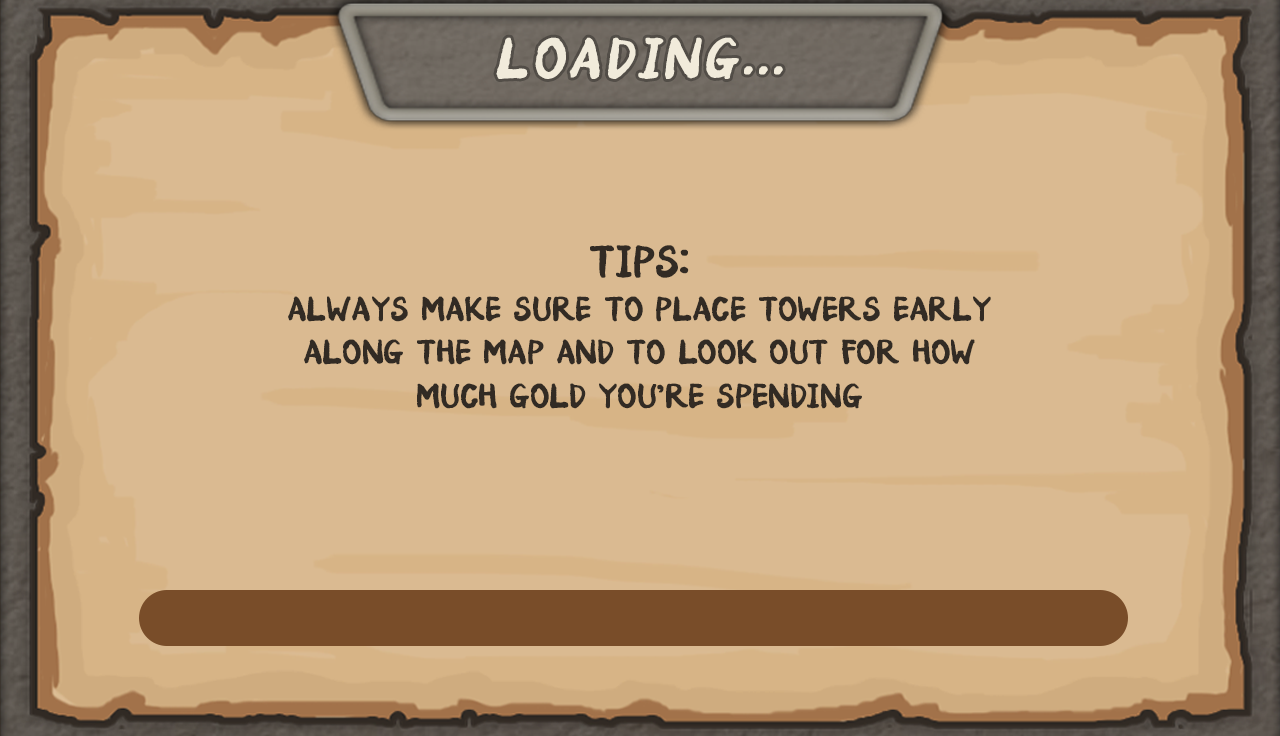 LOADING...
TIPS:
ALWAYS MAKE SURE TO PLACE TOWERS EARLY
ALONG THE MAP AND TO LOOK OUT FOR HOW
MUCH GOLD YOU'RE SPENDING